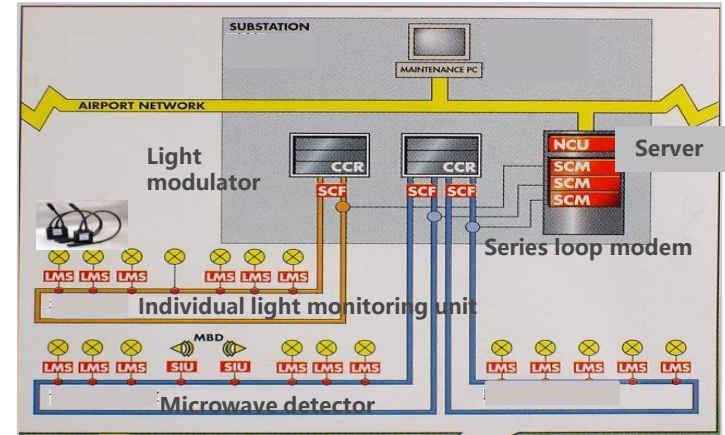 SUBSTATION
MAINTENANCE PC
AIRPORT NETWORK
Light
modulator
CCR
CCR
NCU
Server
SCM
SCM
SCM
SCF
SCF
SCF
Series loop modem
LMS
LMS
LMS
LMS
LMS
LMS
Individual light monitoring unit
MBD
LMS
LMS
LMS
SIU
SIU
LMS
LMS
LMS
LMS
LMS
LMS
LMS
LMS
Microwave detector